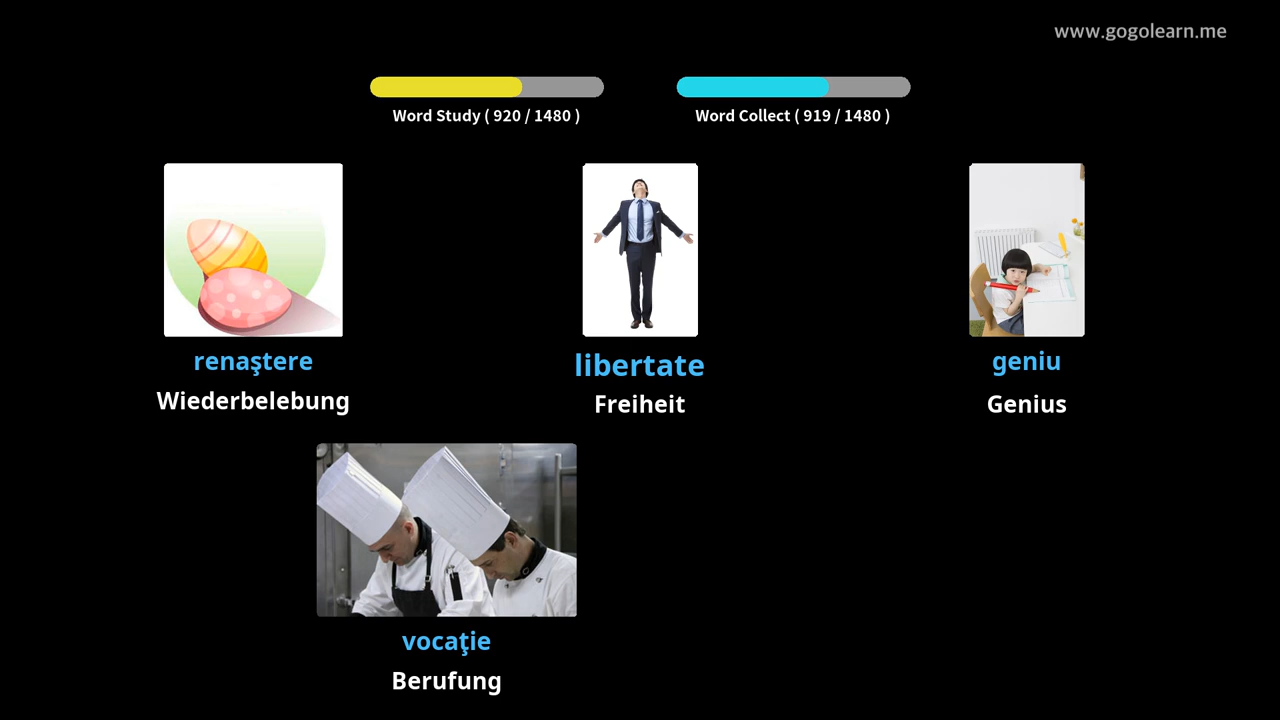 www.gogolearn.me
Word Study ( 920 / 1480 )
Word Collect ( 919 / 1480 )
renaştere
Wiederbelebung
libertate
Freiheit
geniu
Genius
vocaţie
Berufung